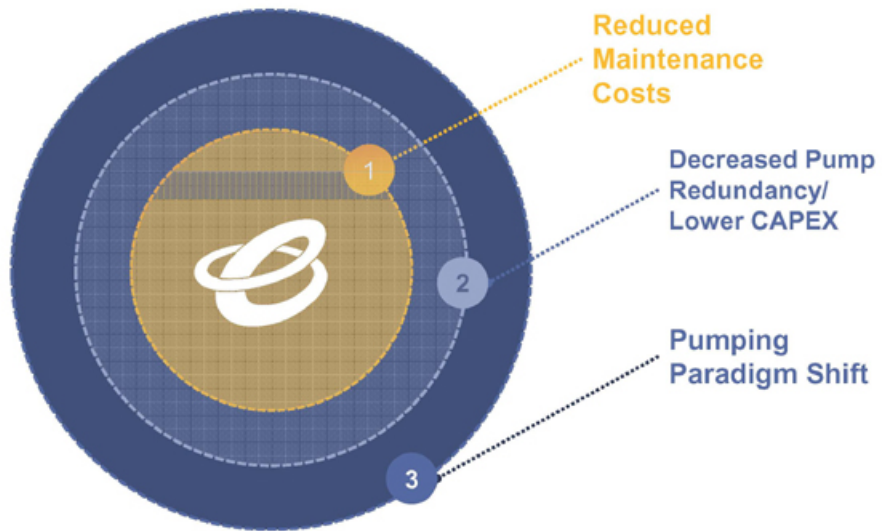 Reduced
Maintenance
Costs
1
Decreased Pump
Redundancy/
Lower CAPEX
2
Pumping
Paradigm Shift
3